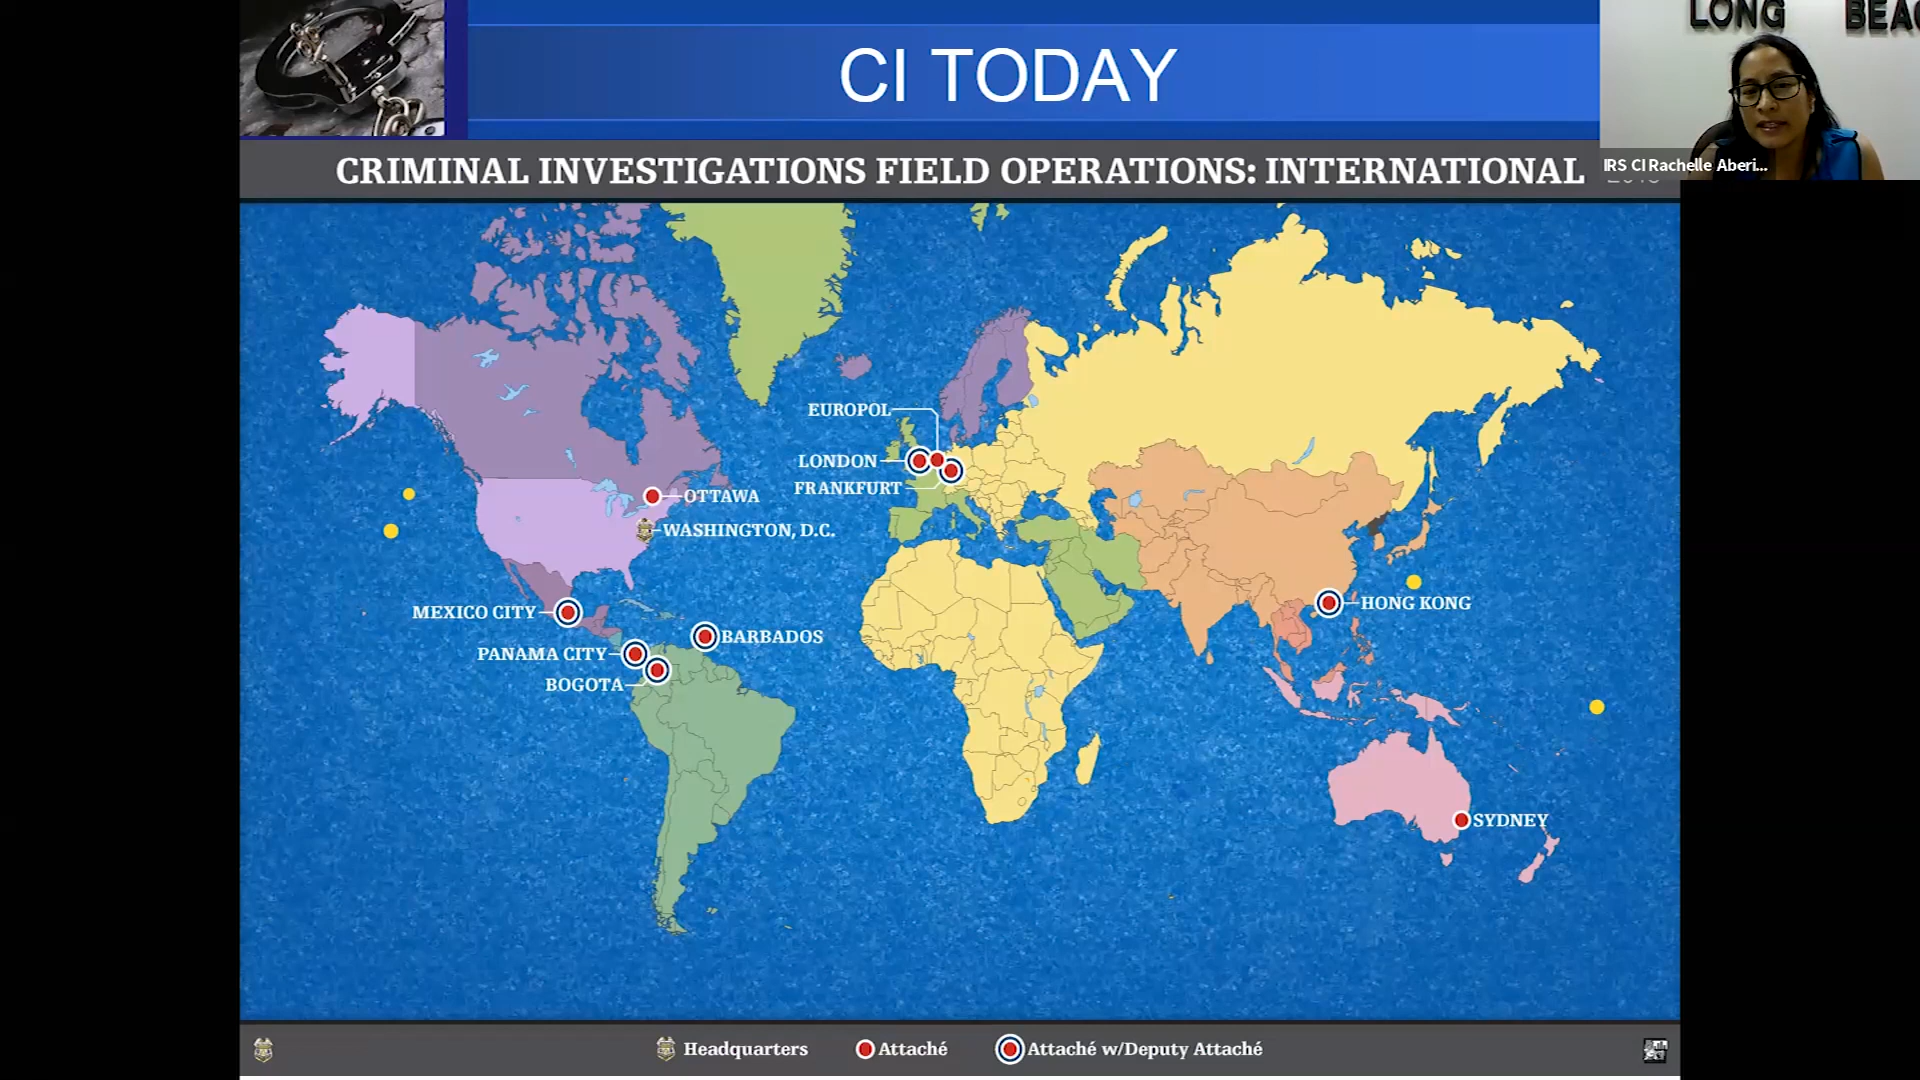 CI TODAY
LONG BEAC
IRS CI Rachelle Aberi...
CRIMINAL INVESTIGATIONS FIELD OPERATIONS: INTERNATIONAL
EUROPOL
LONDON
FRANKFURT
OTTAWA
WASHINGTON, D.C.
MEXICO CITY
HONG KONG
BARBADOS
PANAMA CITY
BOGOTA
SYDNEY
Headquarters
Attaché
Attaché w/Deputy Attaché